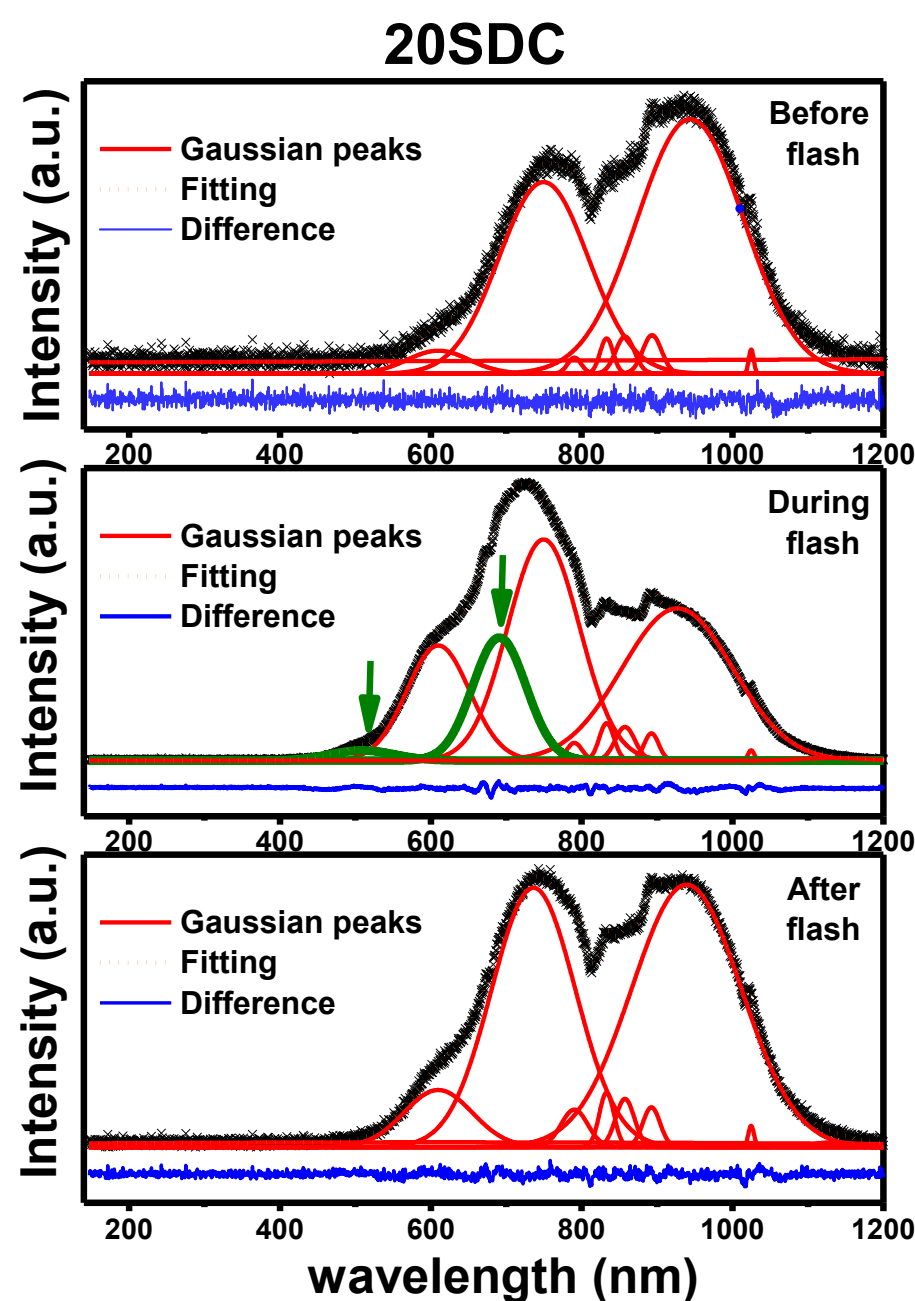 20SDC
Intensity (a.u.)
Gaussian peaks
Fitting
Difference
Before
flash
200 400 600 800 1000 1200
Intensity (a.u.)
Gaussian peaks
Fitting
Difference
During
flash
200 400 600 800 1000 1200
Intensity (a.u.)
Gaussian peaks
Fitting
Difference
After
flash
200 400 600 800 1000 1200
wavelength (nm)